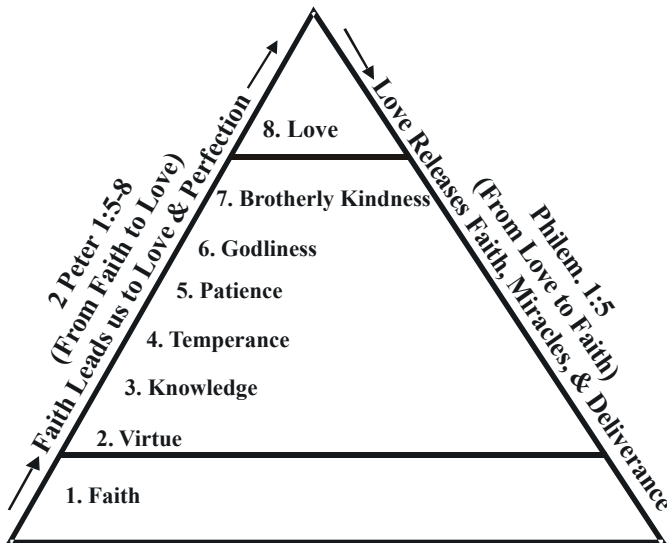 2 Peter 1:5-8
(From Faith to Love)
Faith Leads us to Love & Perfection
8. Love
7. Brotherly Kindness
6. Godliness
5. Patience
4. Temperance
3. Knowledge
2. Virtue
1. Faith
Philem. 1:5
(From Love to Faith)
Love Releases Faith, Miracles, & Deliverance